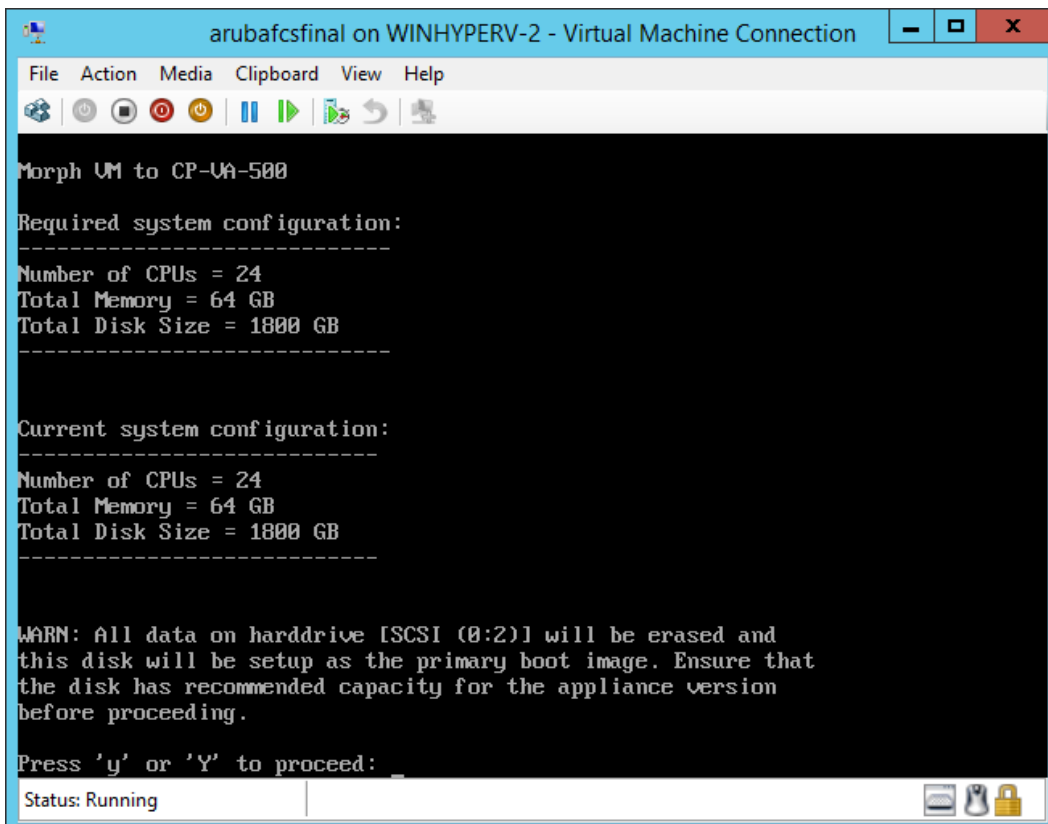 arubafcsfinal on WINHYPERV-2 - Virtual Machine Connection
File Action Media Clipboard View Help
Morph VM to CP-VA-500
Required system configuration:
-----------------------------
Number of CPUs = 24
Total Memory = 64 GB
Total Disk Size = 1800 GB
-----------------------------
Current system configuration:
----------------------------
Number of CPUs = 24
Total Memory = 64 GB
Total Disk Size = 1800 GB
----------------------------
WARN: All data on harddrive [SCSI (0:2)] will be erased and
this disk will be setup as the primary boot image. Ensure that
the disk has recommended capacity for the appliance version
before proceeding.
Press 'y' or 'Y' to proceed: _
Status: Running